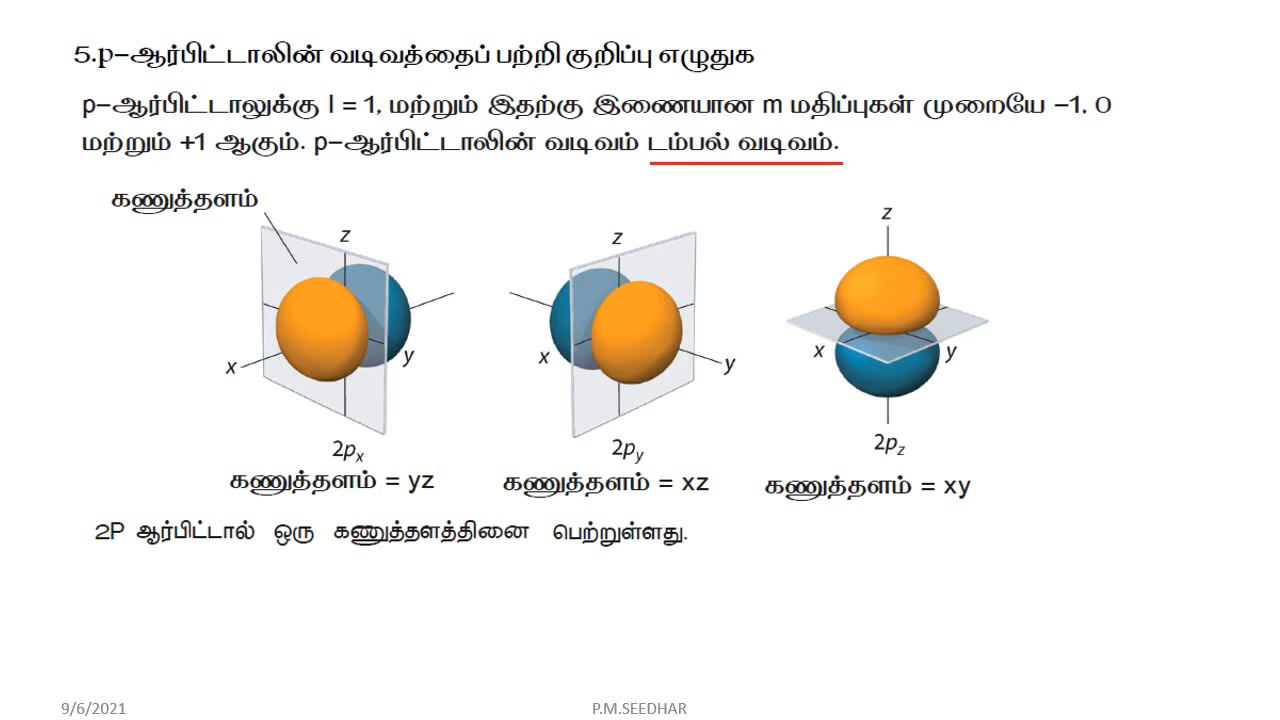 5.p–ஆர்பிட்டாலின் வடிவத்தைப் பற்றி குறிப்பு எழுதுக
p–ஆர்பிட்டாலுக்கு l = 1, மற்றும் இதற்கு இணையான m மதிப்புகள் முறையே –1, 0
மற்றும் +1 ஆகும். p–ஆர்பிட்டாலின் வடிவம் டம்பல் வடிவம்.
கணுத்தளம்
z
x
y
2pₓ
கணுத்தளம் = yz
z
x
y
2p_y
கணுத்தளம் = xz
z
x
y
2p_z
கணுத்தளம் = xy
2P ஆர்பிட்டால் ஒரு கணுத்தளத்தினை பெற்றுள்ளது.
9/6/2021
P.M.SEEDHAR